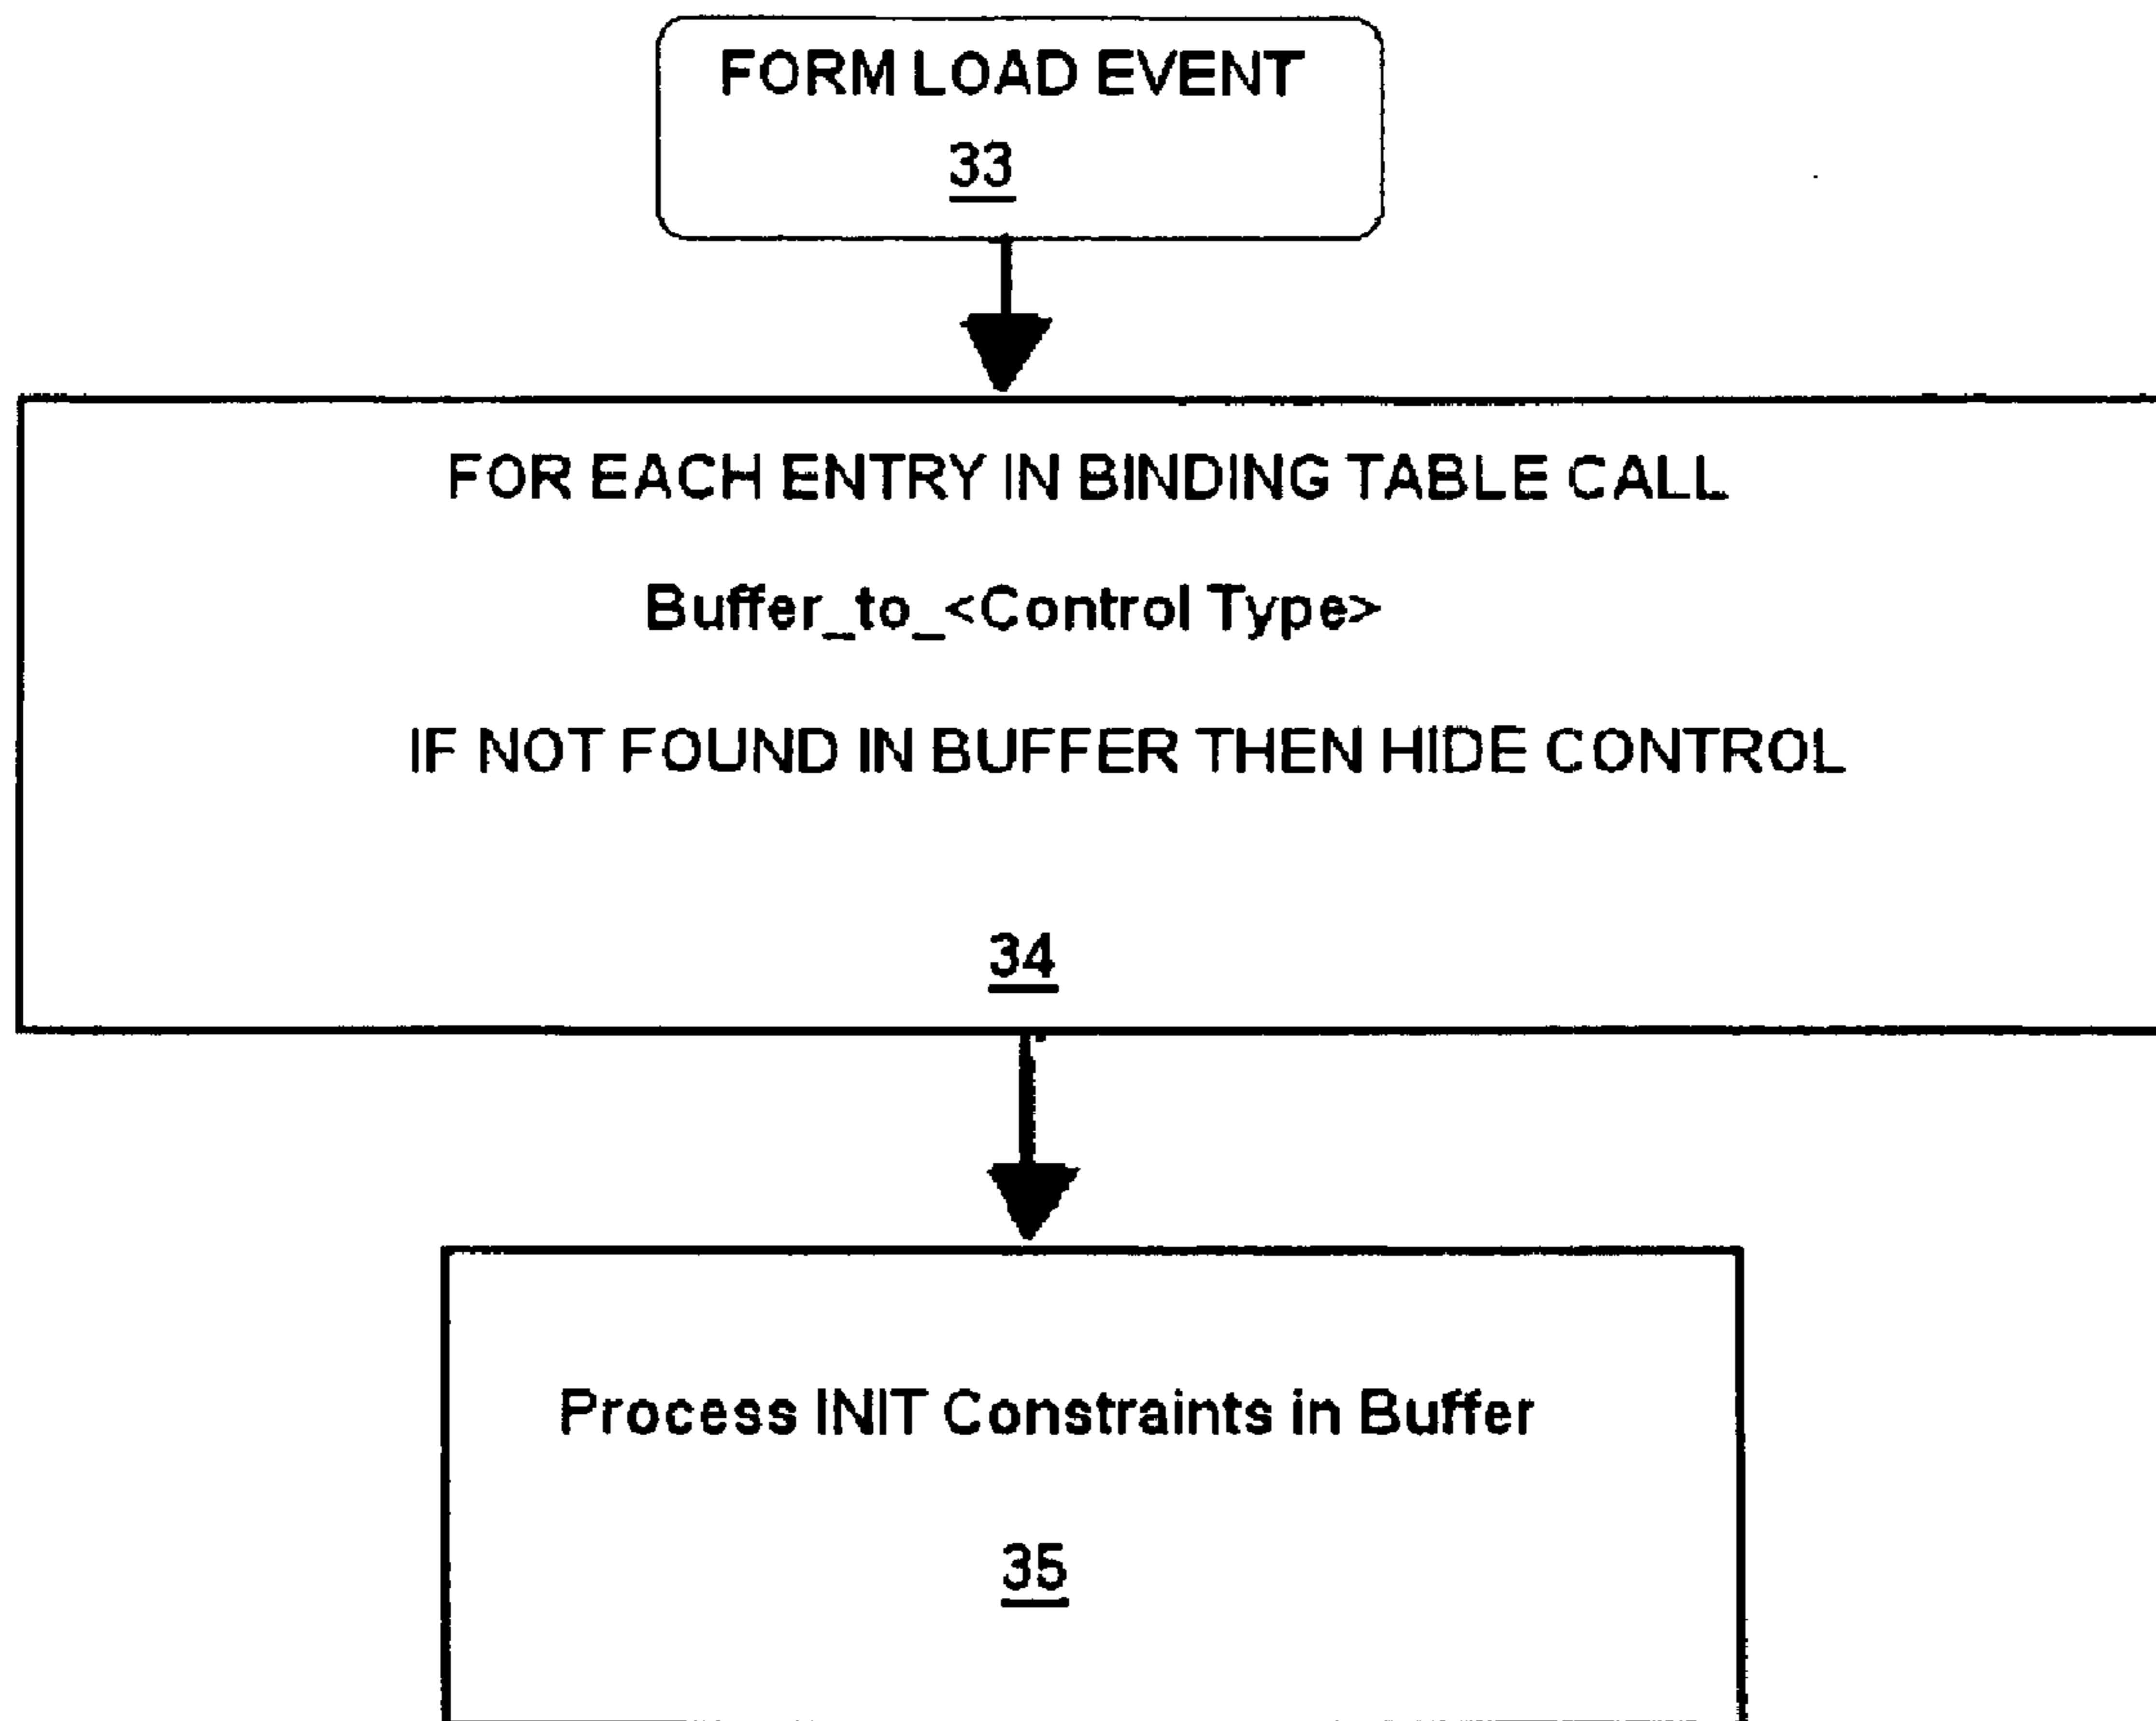 FORM LOAD EVENT
33
FOR EACH ENTRY IN BINDING TABLE CALL
Buffer_to_<Control Type>
IF NOT FOUND IN BUFFER THEN HIDE CONTROL
34
Process INIT Constraints in Buffer
35